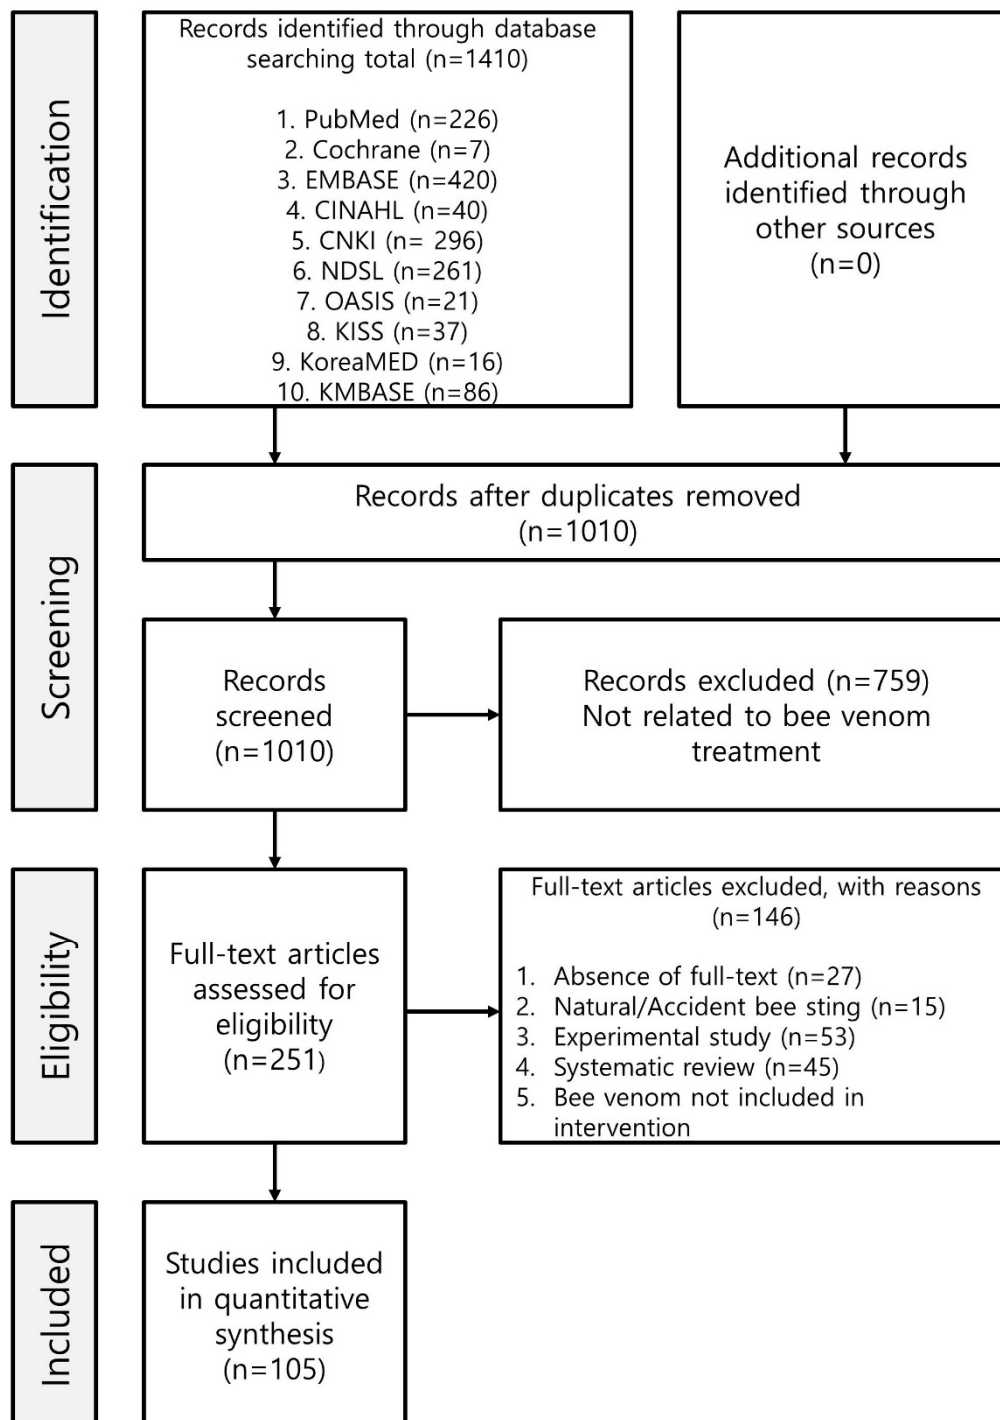 Identification
Records identified through database
searching total (n=1410)
1. PubMed (n=226)
2. Cochrane (n=7)
3. EMBASE (n=420)
4. CINAHL (n=40)
5. CNKI (n= 296)
6. NDSL (n=261)
7. OASIS (n=21)
8. KISS (n=37)
9. KoreaMED (n=16)
10. KMBASE (n=86)
Additional records
identified through
other sources
(n=0)
Screening
Records after duplicates removed
(n=1010)
Records
screened
(n=1010)
Records excluded (n=759)
Not related to bee venom
treatment
Eligibility
Full-text articles
assessed for
eligibility
(n=251)
Full-text articles excluded, with reasons
(n=146)
1. Absence of full-text (n=27)
2. Natural/Accident bee sting (n=15)
3. Experimental study (n=53)
4. Systematic review (n=45)
5. Bee venom not included in
intervention
Included
Studies included
in quantitative
synthesis
(n=105)